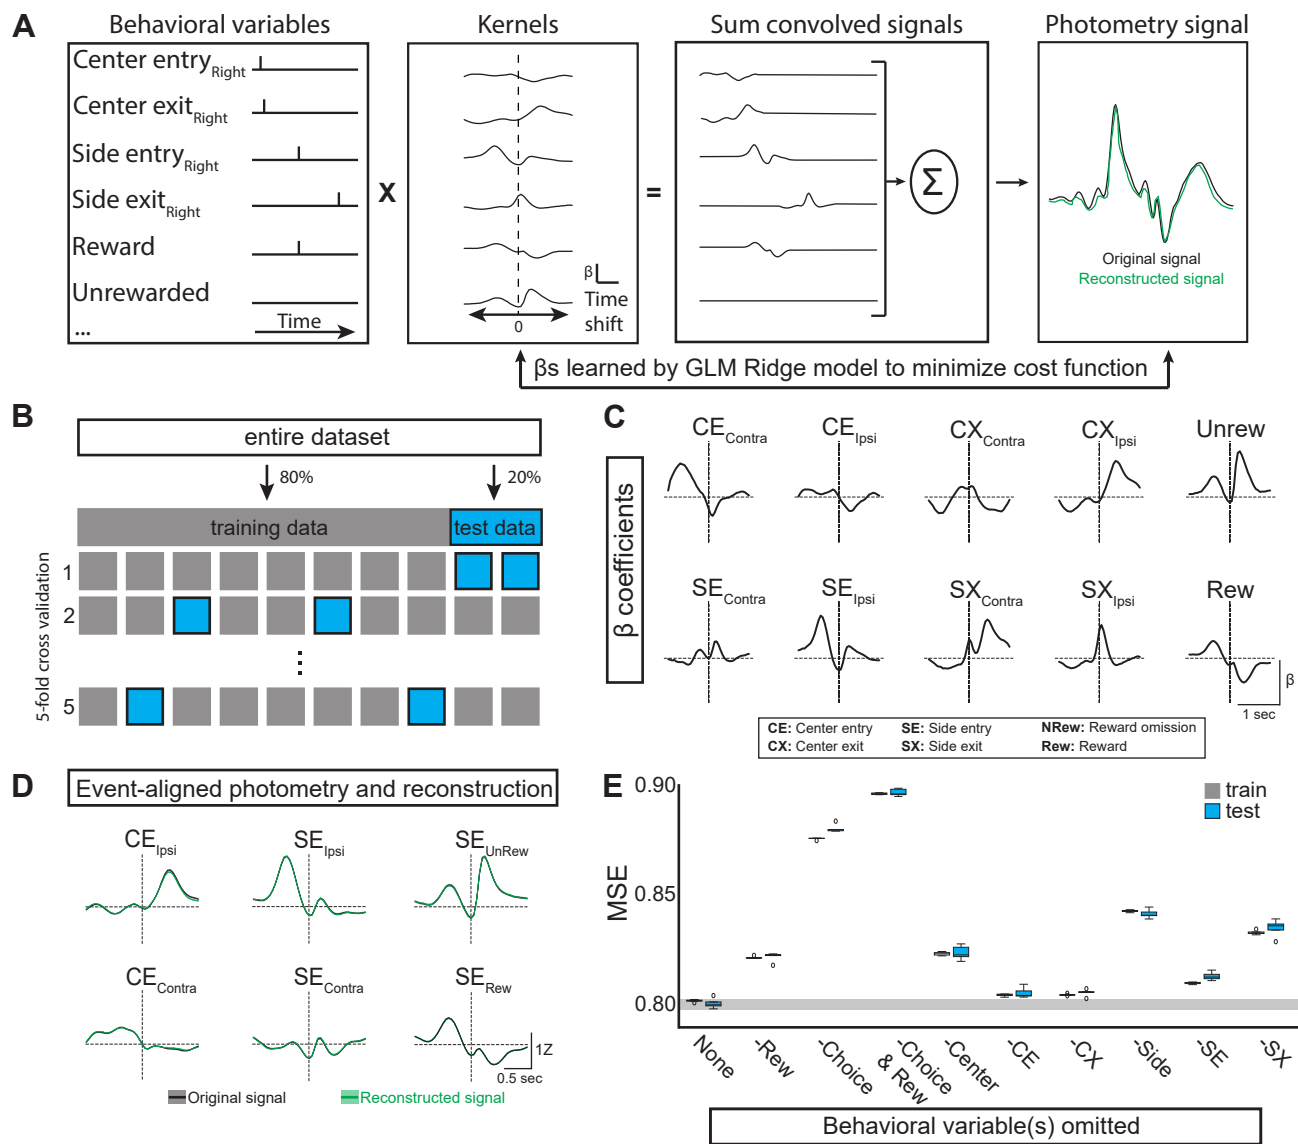 A
Behavioral variables
Kernels
Sum convolved signals
Photometry signal
Center entryRight
Center exitRight
Side entryRight
Side exitRight
Reward
Unrewarded
...
Time
X
β
Time
shift
0
=
Σ
Original signal
Reconstructed signal
βs learned by GLM Ridge model to minimize cost function
B
entire dataset
80%
20%
training data
test data
5-fold cross validation
1
2
5
C
β coefficients
CEContra
CEIpsi
CXContra
CXIpsi
Unrew
SEContra
SEIpsi
SXContra
SXIpsi
Rew
β
1 sec
CE: Center entry SE: Side entry NRew: Reward omission
CX: Center exit SX: Side exit Rew: Reward
D
Event-aligned photometry and reconstruction
CEIpsi
SEIpsi
SEUnRew
CEContra
SEContra
SERew
1Z
0.5 sec
Original signal
Reconstructed signal
E
MSE
0.90
0.85
0.80
train
test
None
-Rew
-Choice
-Choice
& Rew
-Center
-CE
-CX
-Side
-SE
-SX
Behavioral variable(s) omitted